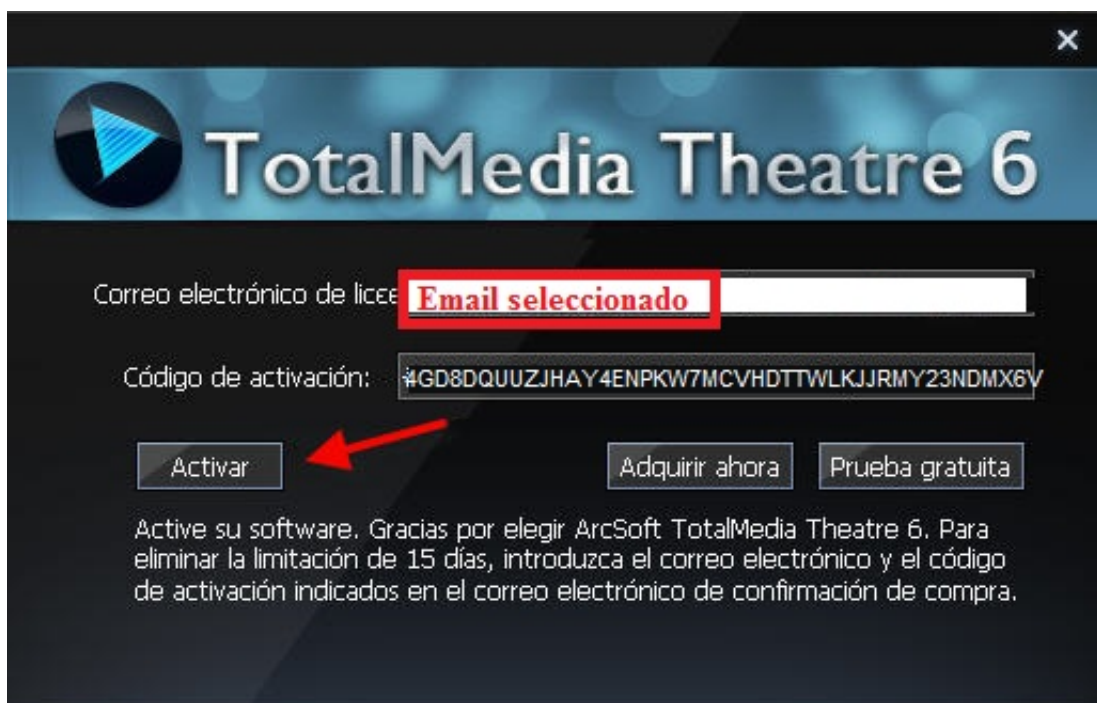 TotalMedia Theatre 6
Correo electrónico de licce
Email seleccionado
Código de activación:
4GD8DQUUZJHAY4ENPKW7MCVHDTTWLKJJRMY23NDMX6V
Activar
Adquirir ahora
Prueba gratuita
Active su software. Gracias por elegir ArcSoft TotalMedia Theatre 6. Para
eliminar la limitación de 15 días, introduzca el correo electrónico y el código
de activación indicados en el correo electrónico de confirmación de compra.